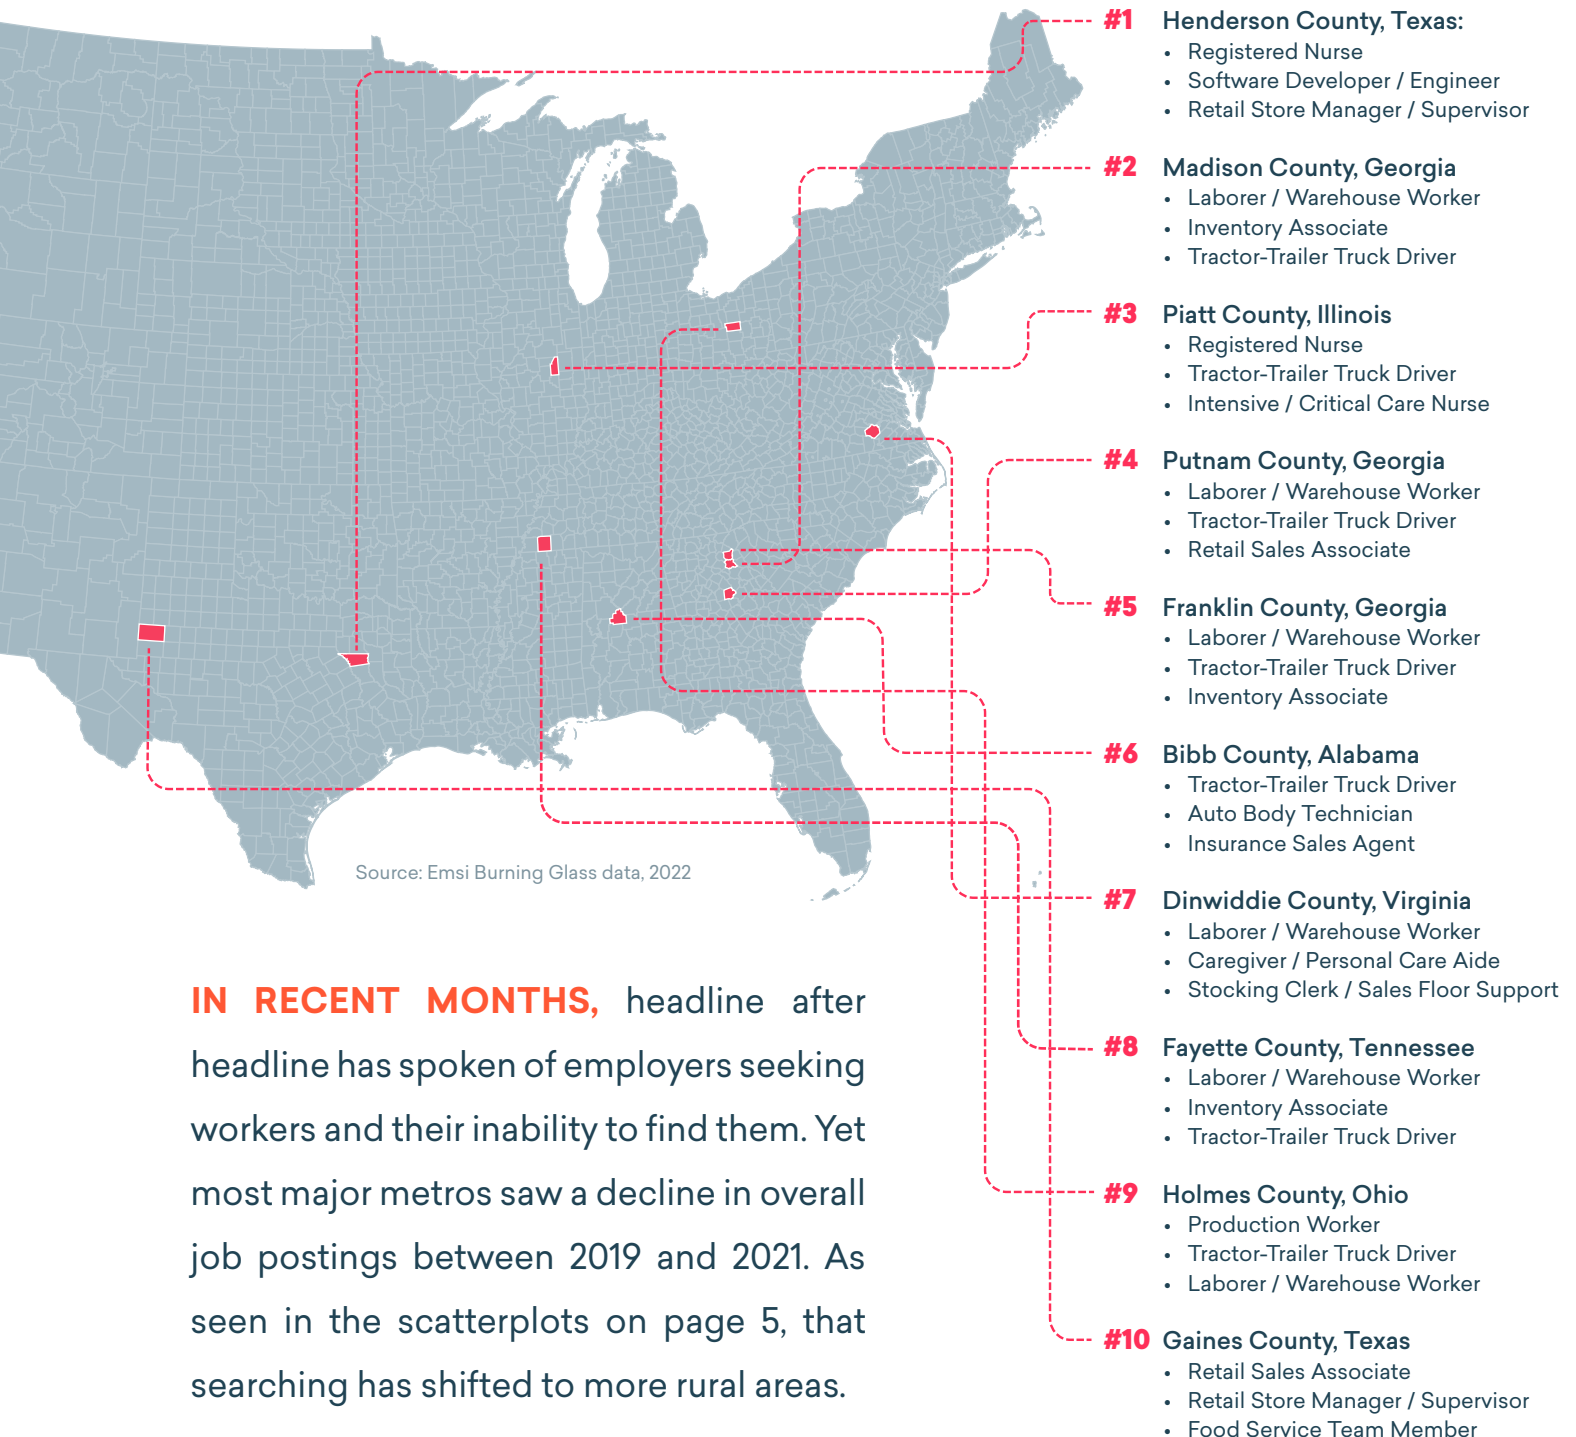 #1 Henderson County, Texas:
• Registered Nurse
• Software Developer / Engineer
• Retail Store Manager / Supervisor
#2 Madison County, Georgia
• Laborer / Warehouse Worker
• Inventory Associate
• Tractor-Trailer Truck Driver
#3 Piatt County, Illinois
• Registered Nurse
• Tractor-Trailer Truck Driver
• Intensive / Critical Care Nurse
#4 Putnam County, Georgia
• Laborer / Warehouse Worker
• Tractor-Trailer Truck Driver
• Retail Sales Associate
#5 Franklin County, Georgia
• Laborer / Warehouse Worker
• Tractor-Trailer Truck Driver
• Inventory Associate
#6 Bibb County, Alabama
• Tractor-Trailer Truck Driver
• Auto Body Technician
• Insurance Sales Agent
#7 Dinwiddie County, Virginia
• Laborer / Warehouse Worker
• Caregiver / Personal Care Aide
• Stocking Clerk / Sales Floor Support
#8 Fayette County, Tennessee
• Laborer / Warehouse Worker
• Inventory Associate
• Tractor-Trailer Truck Driver
#9 Holmes County, Ohio
• Production Worker
• Tractor-Trailer Truck Driver
• Laborer / Warehouse Worker
#10 Gaines County, Texas
• Retail Sales Associate
• Retail Store Manager / Supervisor
• Food Service Team Member
Source: Emsi Burning Glass data, 2022
IN RECENT MONTHS, headline after
headline has spoken of employers seeking
workers and their inability to find them. Yet
most major metros saw a decline in overall
job postings between 2019 and 2021. As
seen in the scatterplots on page 5, that
searching has shifted to more rural areas.